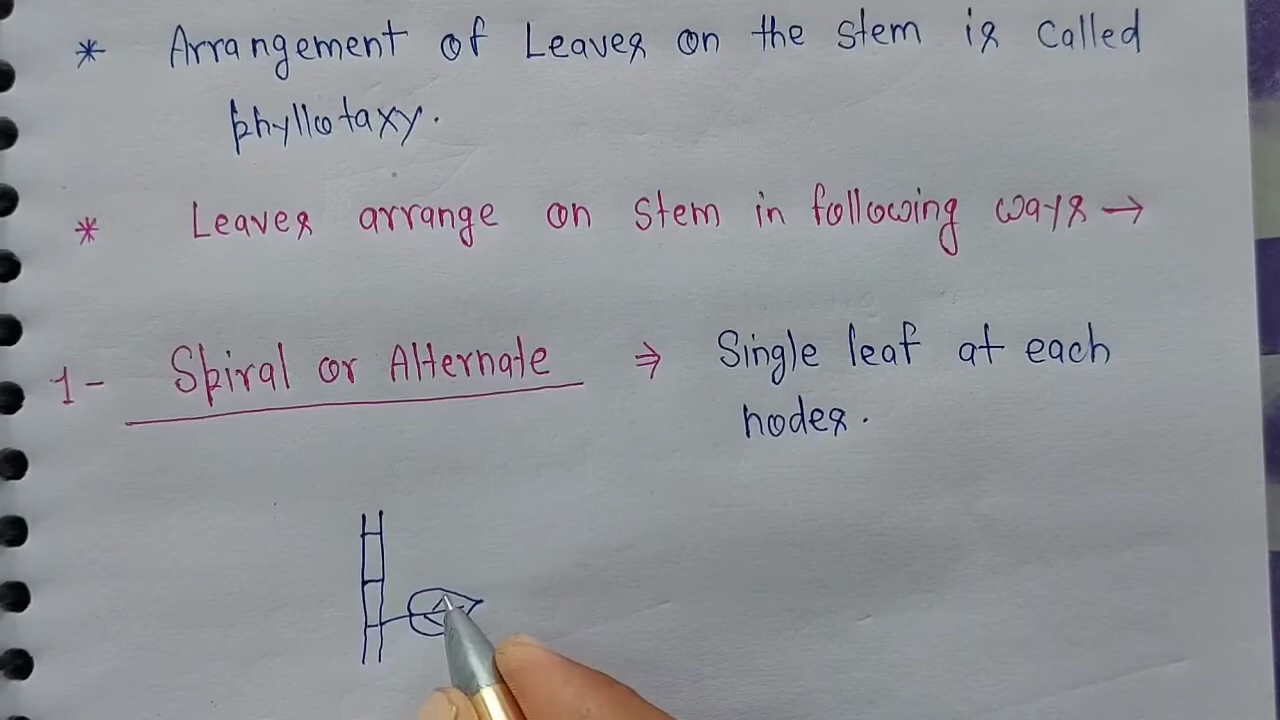 * Arrangement of Leaves on the stem is called
phyllotaxy.
* Leaves arrange on stem in following ways →
1- Spiral or Alternate ⇒ Single leaf at each
nodes.